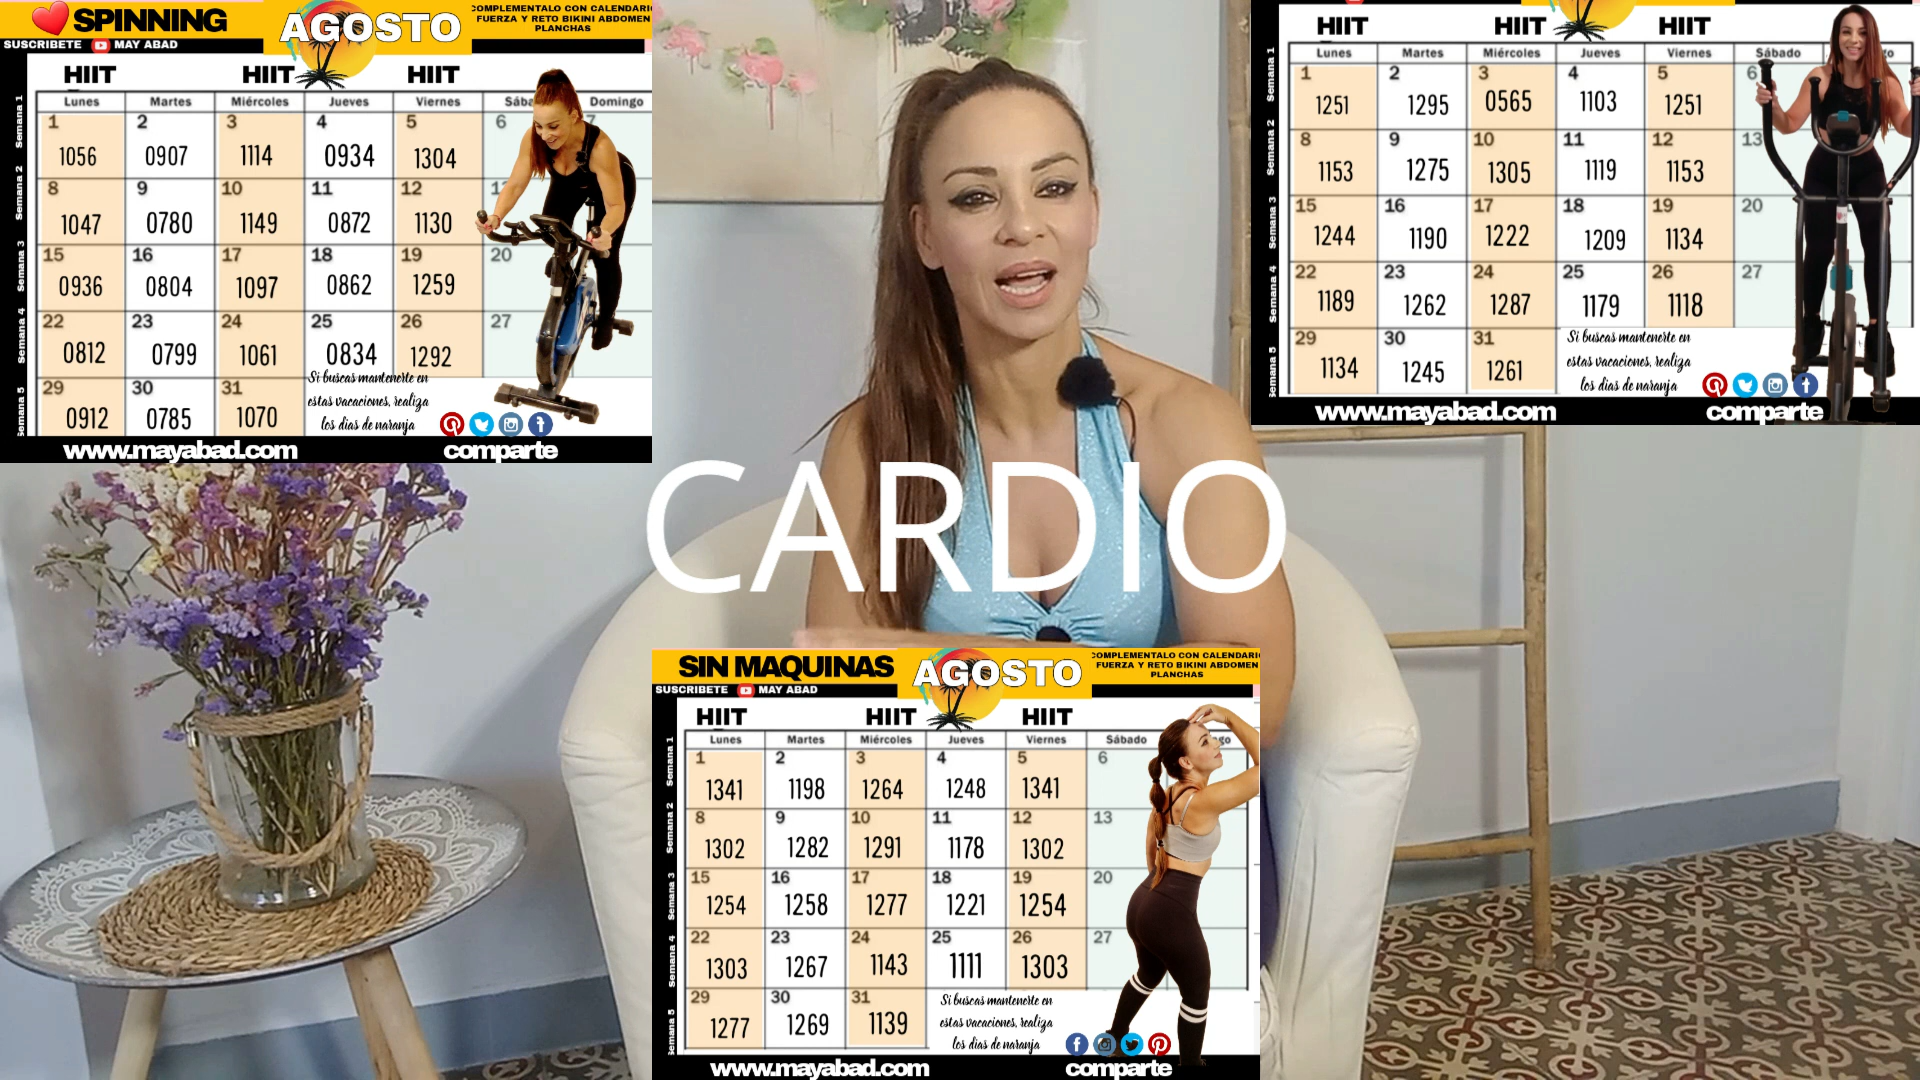 SPINNING
AGOSTO
COMPLEMENTALO CON CALENDARI
FUERZA Y RETO BIKINI ABDOMEN
PLANCHAS
SUSCRIBETE MAY ABAD
HIIT HIIT HIIT
Lunes Martes Miércoles Jueves Viernes Sába Domingo
Semana 1
1 2 3 4 5 6 7
1056 0907 1114 0934 1304
Semana 2
8 9 10 11 12
1047 0780 1149 0872 1130
Semana 3
15 16 17 18 19 20
0936 0804 1097 0862 1259
Semana 4
22 23 24 25 26 27
0812 0799 1061 0834 1292
Semana 5
29 30 31
0912 0785 1070
Si buscas mantenerte en
estas vacaciones, realiza
los dias de naranja
www.mayabad.com comparte
HIIT HIIT HIIT
Lunes Martes Miércoles Jueves Viernes Sábado go
Semana 1
1 2 3 4 5 6
1251 1295 0565 1103 1251
Semana 2
8 9 10 11 12 13
1153 1275 1305 1119 1153
Semana 3
15 16 17 18 19 20
1244 1190 1222 1209 1134
Semana 4
22 23 24 25 26 27
1189 1262 1287 1179 1118
Semana 5
29 30 31
1134 1245 1261
Si buscas mantenerte en
estas vacaciones, realiza
los dias de naranja
www.mayabad.com comparte
CARDIO
SIN MAQUINAS
AGOSTO
COMPLEMENTALO CON CALENDARI
FUERZA Y RETO BIKINI ABDOMEN
PLANCHAS
SUSCRIBETE MAY ABAD
HIIT HIIT HIIT
Lunes Martes Miércoles Jueves Viernes Sábado go
Semana 1
1 2 3 4 5 6
1341 1198 1264 1248 1341
Semana 2
8 9 10 11 12 13
1302 1282 1291 1178 1302
Semana 3
15 16 17 18 19 20
1254 1258 1277 1221 1254
Semana 4
22 23 24 25 26 27
1303 1267 1143 1111 1303
Semana 5
29 30 31
1277 1269 1139
Si buscas mantenerte en
estas vacaciones, realiza
los dias de naranja
www.mayabad.com comparte